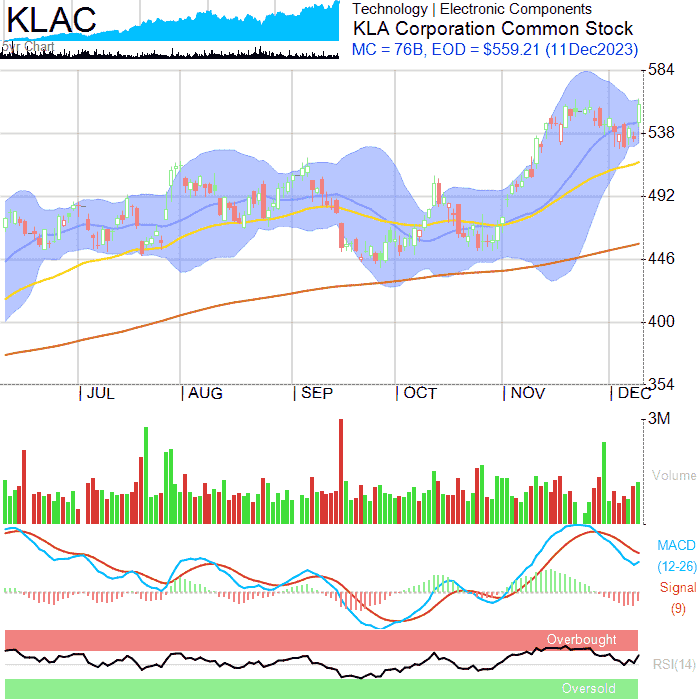 KLAC
5yr Chart
Technology | Electronic Components
KLA Corporation Common Stock
MC = 76B, EOD = $559.21 (11Dec2023)
584
538
492
446
400
354
| JUL | AUG | SEP | OCT | NOV | DEC
3M
Volume
MACD
(12-26)
Signal
(9)
Overbought
RSI(14)
Oversold